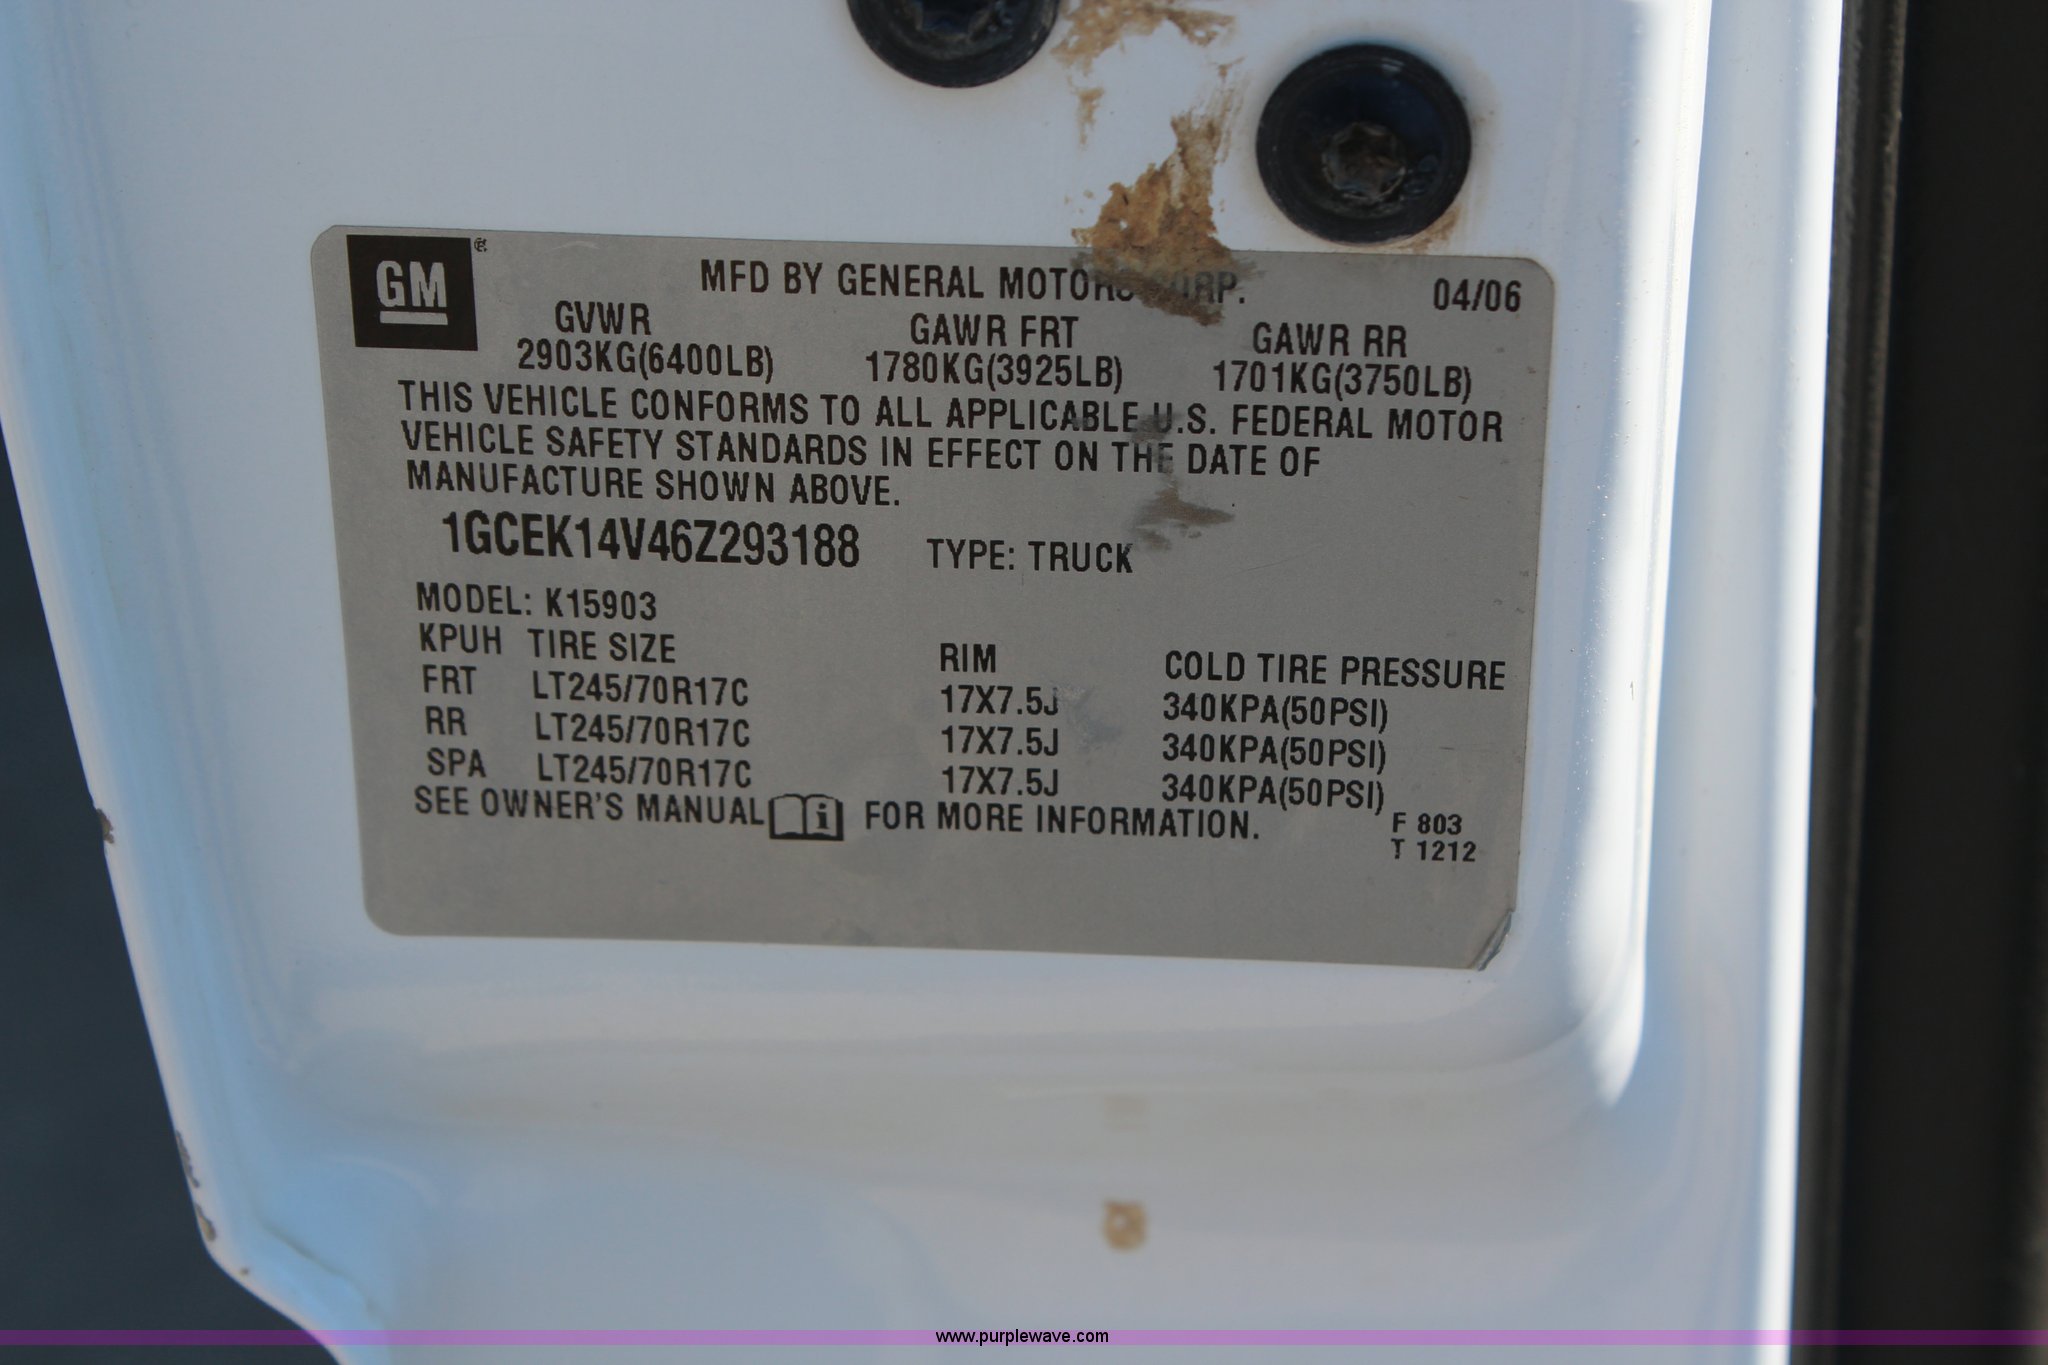 GM ®
MFD BY GENERAL MOTORS CORP. 04/06
GVWR GAWR FRT GAWR RR
2903KG(6400LB) 1780KG(3925LB) 1701KG(3750LB)
THIS VEHICLE CONFORMS TO ALL APPLICABLE U.S. FEDERAL MOTOR
VEHICLE SAFETY STANDARDS IN EFFECT ON THE DATE OF
MANUFACTURE SHOWN ABOVE.
1GCEK14V46Z293188 TYPE: TRUCK
MODEL: K15903
KPUH TIRE SIZE RIM COLD TIRE PRESSURE
FRT LT245/70R17C 17X7.5J 340KPA(50PSI)
RR LT245/70R17C 17X7.5J 340KPA(50PSI)
SPA LT245/70R17C 17X7.5J 340KPA(50PSI)
SEE OWNER'S MANUAL i FOR MORE INFORMATION.
F 803
T 1212
www.purplewave.com